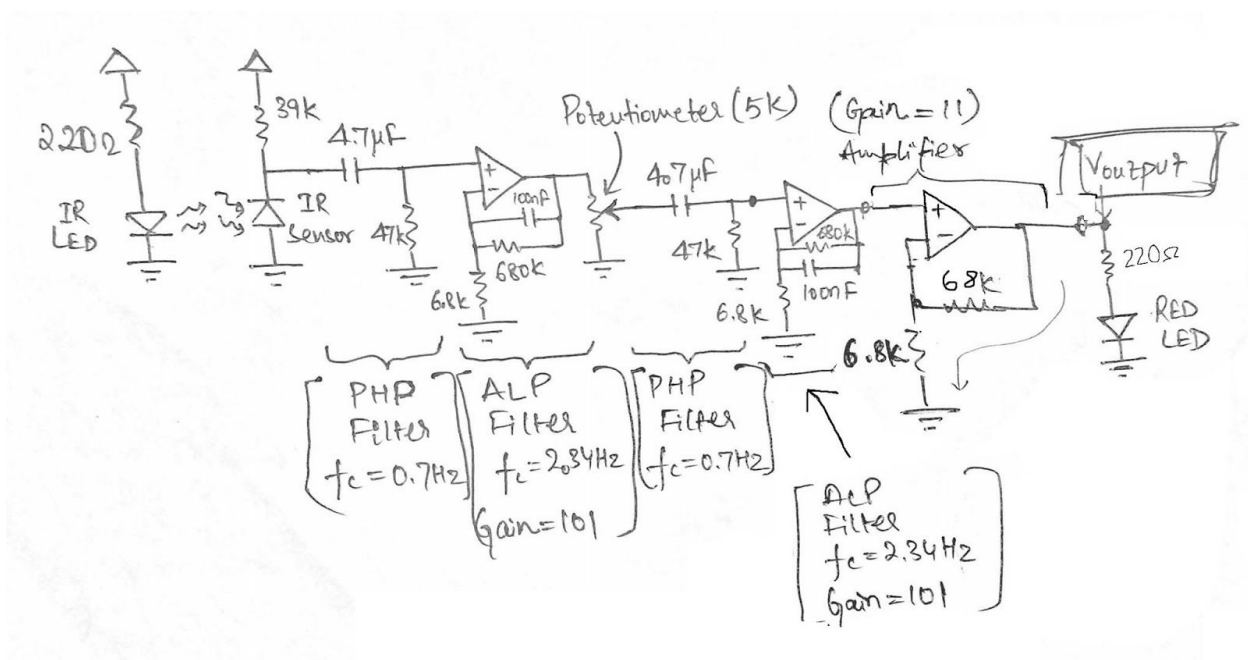 220Ω
IR
LED
39k
IR
Sensor
4.7µF
47k
100nF
680k
6.8k
Potentiometer (5k)
4.7µF
47k
680k
100nF
6.8k
(Gain = 11)
Amplifier
68k
6.8k
Voutput
220Ω
RED
LED
PHP
Filter
fc = 0.7Hz
ALP
Filter
fc = 2.34Hz
Gain = 101
PHP
Filter
fc = 0.7Hz
ALP
Filter
fc = 2.34Hz
Gain = 101